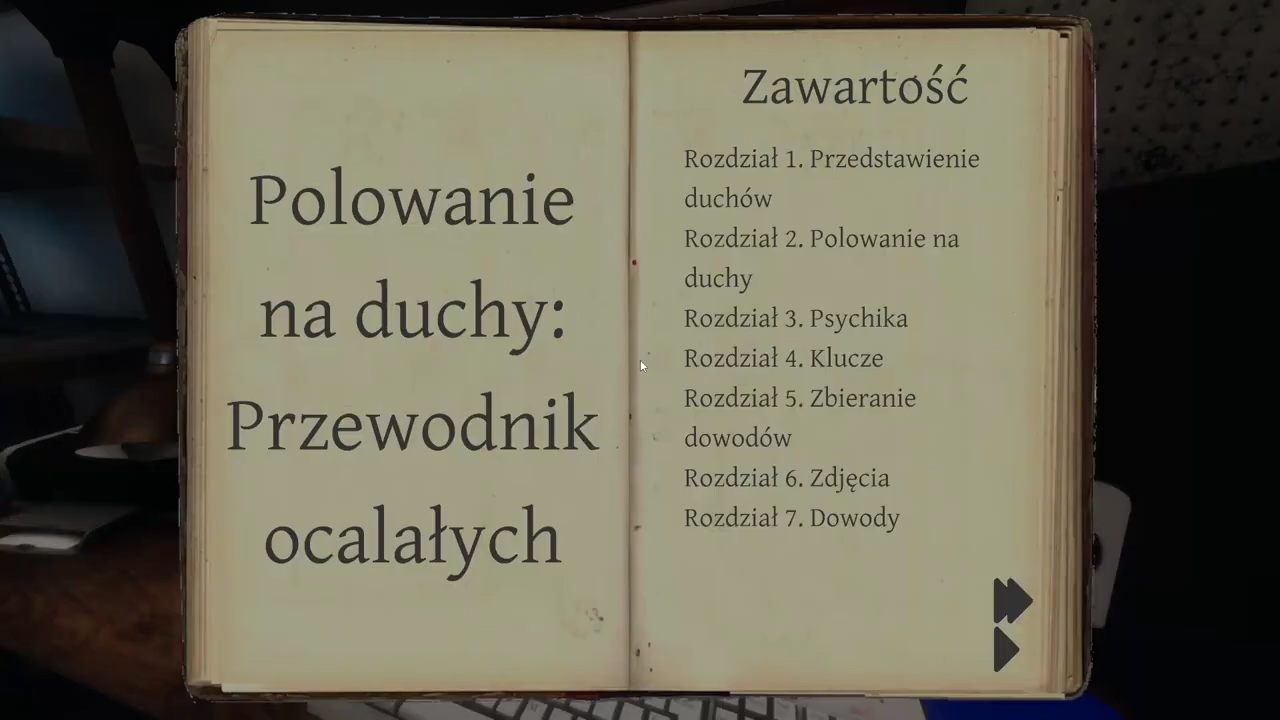 Polowanie
na duchy:
Przewodnik
ocalałych
Zawartość
Rozdział 1. Przedstawienie
duchów
Rozdział 2. Polowanie na
duchy
Rozdział 3. Psychika
Rozdział 4. Klucze
Rozdział 5. Zbieranie
dowodów
Rozdział 6. Zdjęcia
Rozdział 7. Dowody